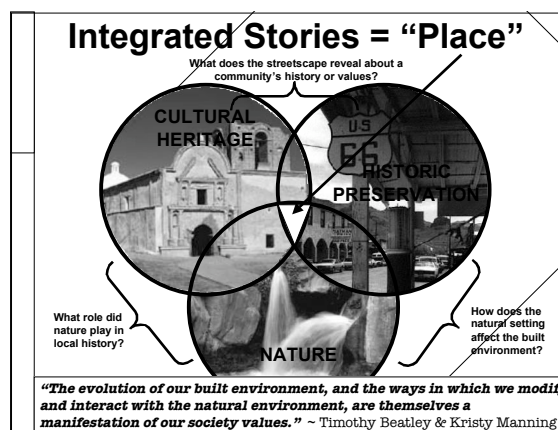 Integrated Stories = “Place”
What does the streetscape reveal about a
community’s history or values?
CULTURAL
HERITAGE
U S
66
HISTORIC
PRESERVATION
What role did
nature play in
local history?
How does the
natural setting
affect the built
environment?
NATURE
“The evolution of our built environment, and the ways in which we modif
and interact with the natural environment, are themselves a
manifestation of our society values.” ~ Timothy Beatley & Kristy Manning